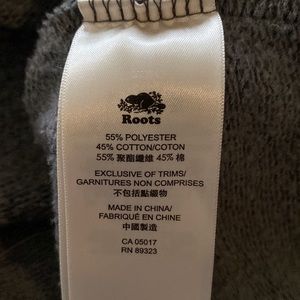 Roots
55% POLYESTER
45% COTTON/COTON
55% 聚酯纖維 45% 棉
EXCLUSIVE OF TRIMS/
GARNITURES NON COMPRISES
不包括點綴物
MADE IN CHINA/
FABRIQUÉ EN CHINE
中國製造
CA 05017
RN 89323